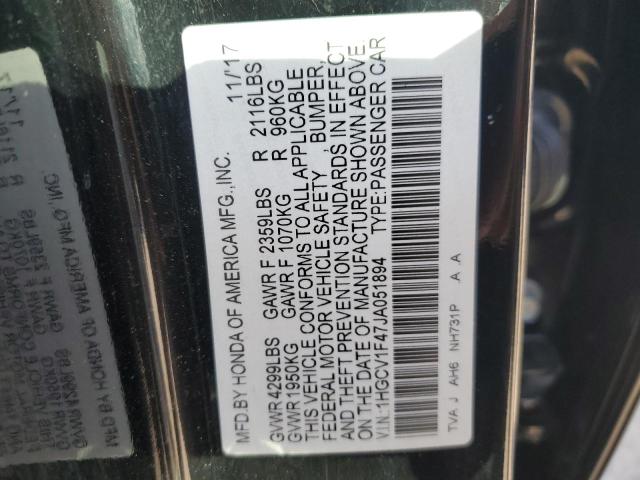 MFD.BY HONDA OF AMERICA MFG.,INC. 11/17
GVWR 4299LBS GAWR F 2359LBS R 2116LBS
GVWR 1950KG GAWR F 1070KG R 960KG
THIS VEHICLE CONFORMS TO ALL APPLICABLE
FEDERAL MOTOR VEHICLE SAFETY , BUMPER,
AND THEFT PREVENTION STANDARDS IN EFFECT
ON THE DATE OF MANUFACTURE SHOWN ABOVE.
V.I.N.:1HGCV1F47JA051894 TYPE:PASSENGER CAR
TVA J AH6 NH731P A A